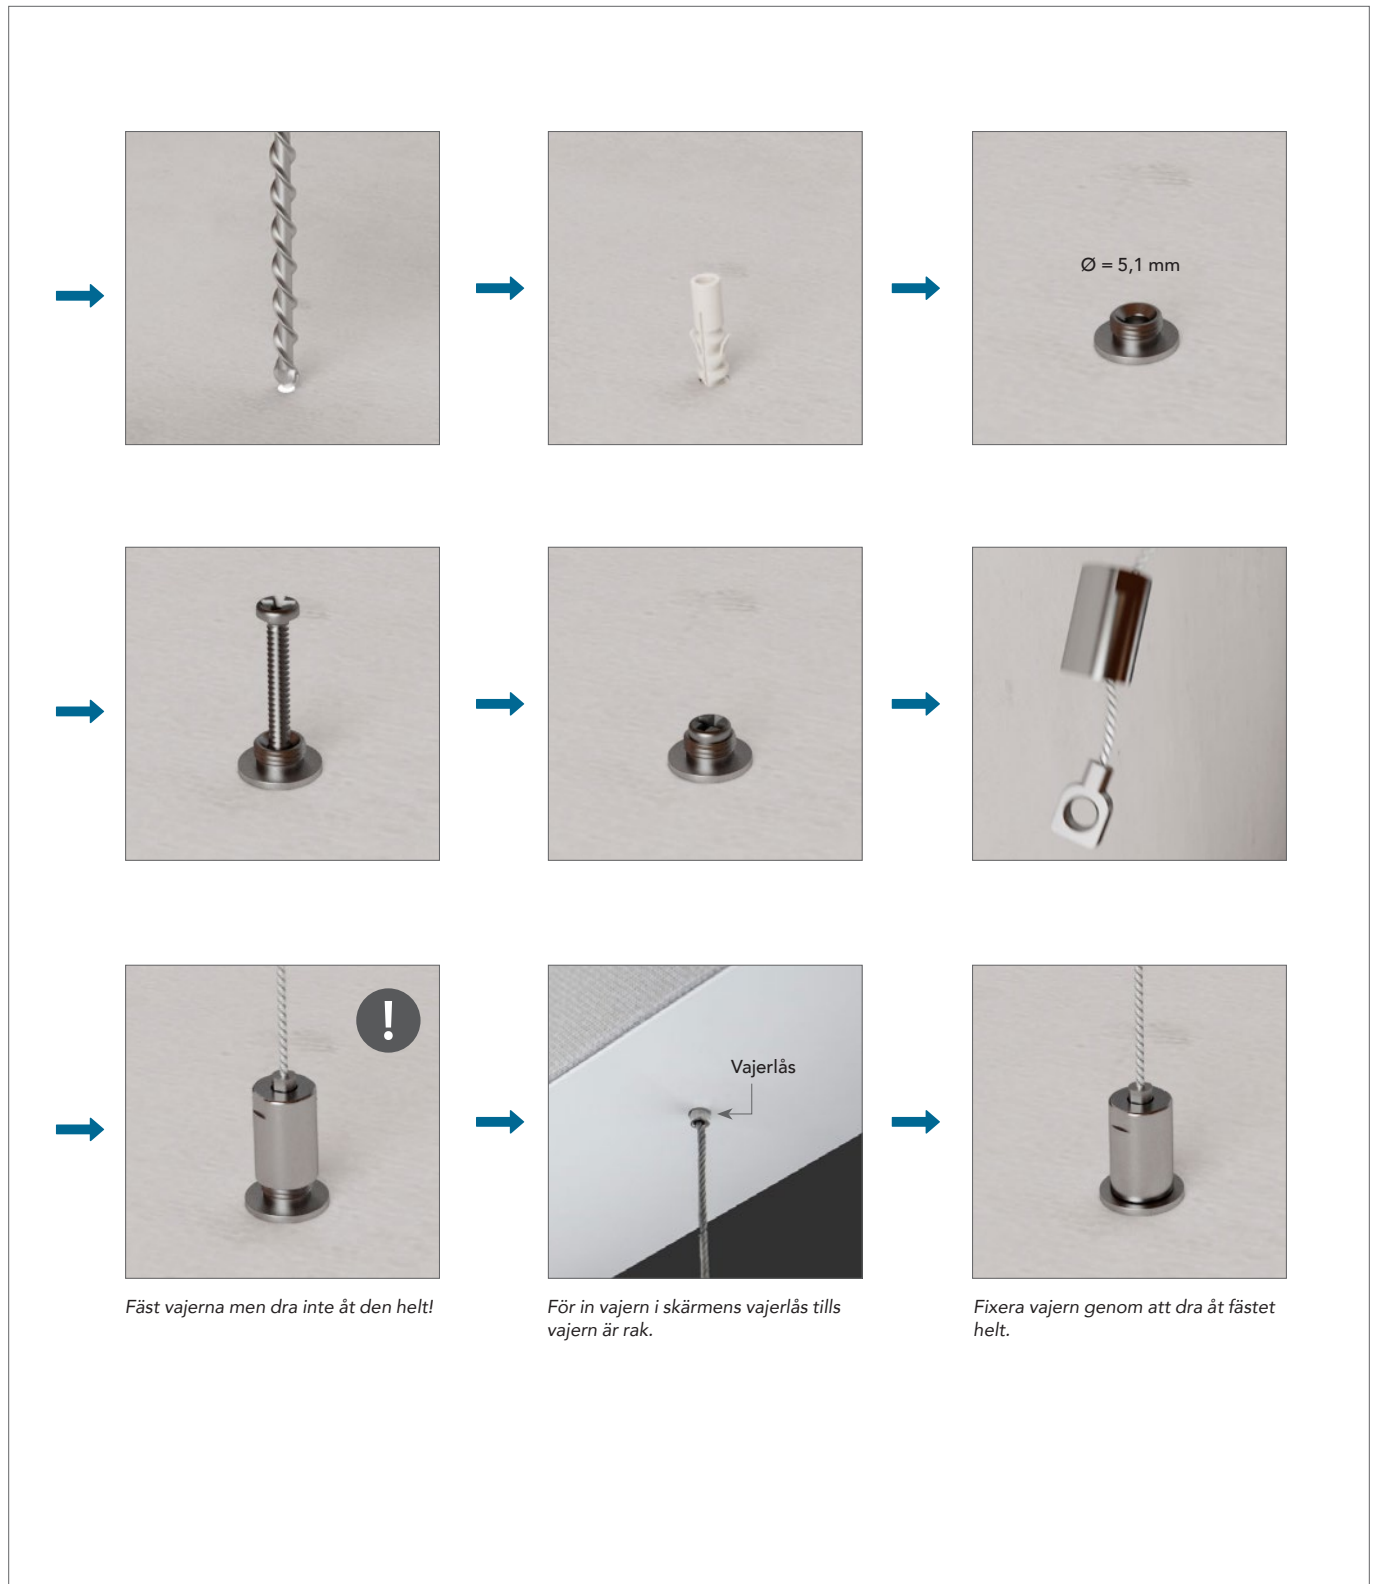 Ø = 5,1 mm
!
Vajerlås
Fäst vajerna men dra inte åt den helt!
För in vajern i skärmens vajerlås tills
vajern är rak.
Fixera vajern genom att dra åt fästet
helt.